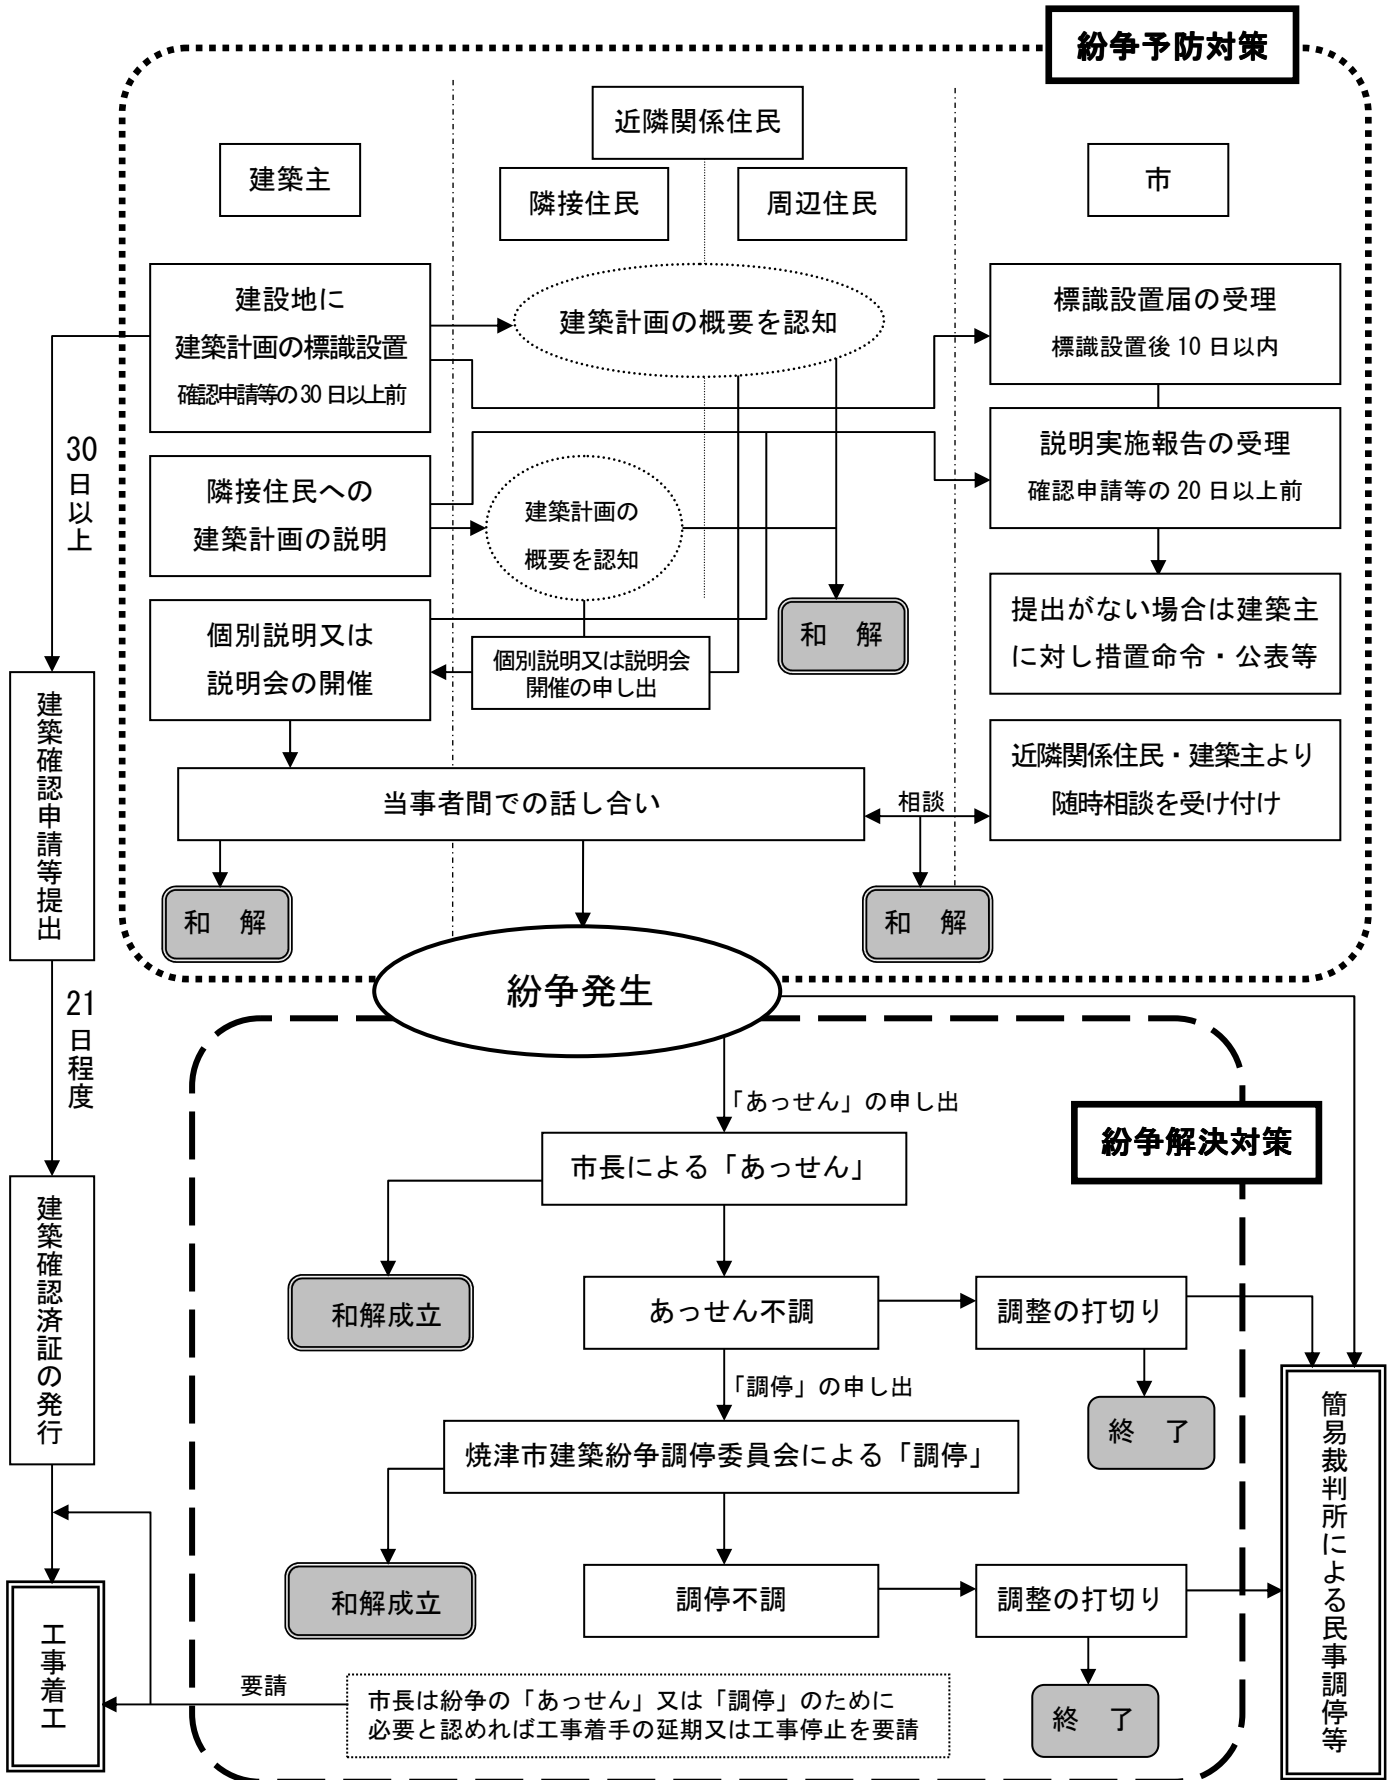 紛争予防対策
近隣関係住民
建築主
隣接住民
周辺住民
市
建設地に
建築計画の標識設置
確認申請等の30日以上前
建築計画の概要を認知
標識設置届の受理
標識設置後10日以内
30日以上
隣接住民への
建築計画の説明
建築計画の
概要を認知
説明実施報告の受理
確認申請等の20日以上前
個別説明又は
説明会の開催
個別説明又は説明会
開催の申し出
和 解
提出がない場合は建築主
に対し措置命令・公表等
建築確認申請等提出
当事者間での話し合い
相談
近隣関係住民・建築主より
随時相談を受け付け
和 解
和 解
紛争発生
21日程度
「あっせん」の申し出
紛争解決対策
市長による「あっせん」
建築確認済証の発行
和解成立
あっせん不調
調整の打切り
「調停」の申し出
終 了
簡易裁判所による民事調停等
焼津市建築紛争調停委員会による「調停」
和解成立
調停不調
調整の打切り
工事着工
要請
市長は紛争の「あっせん」又は「調停」のために
必要と認めれば工事着手の延期又は工事停止を要請
終 了